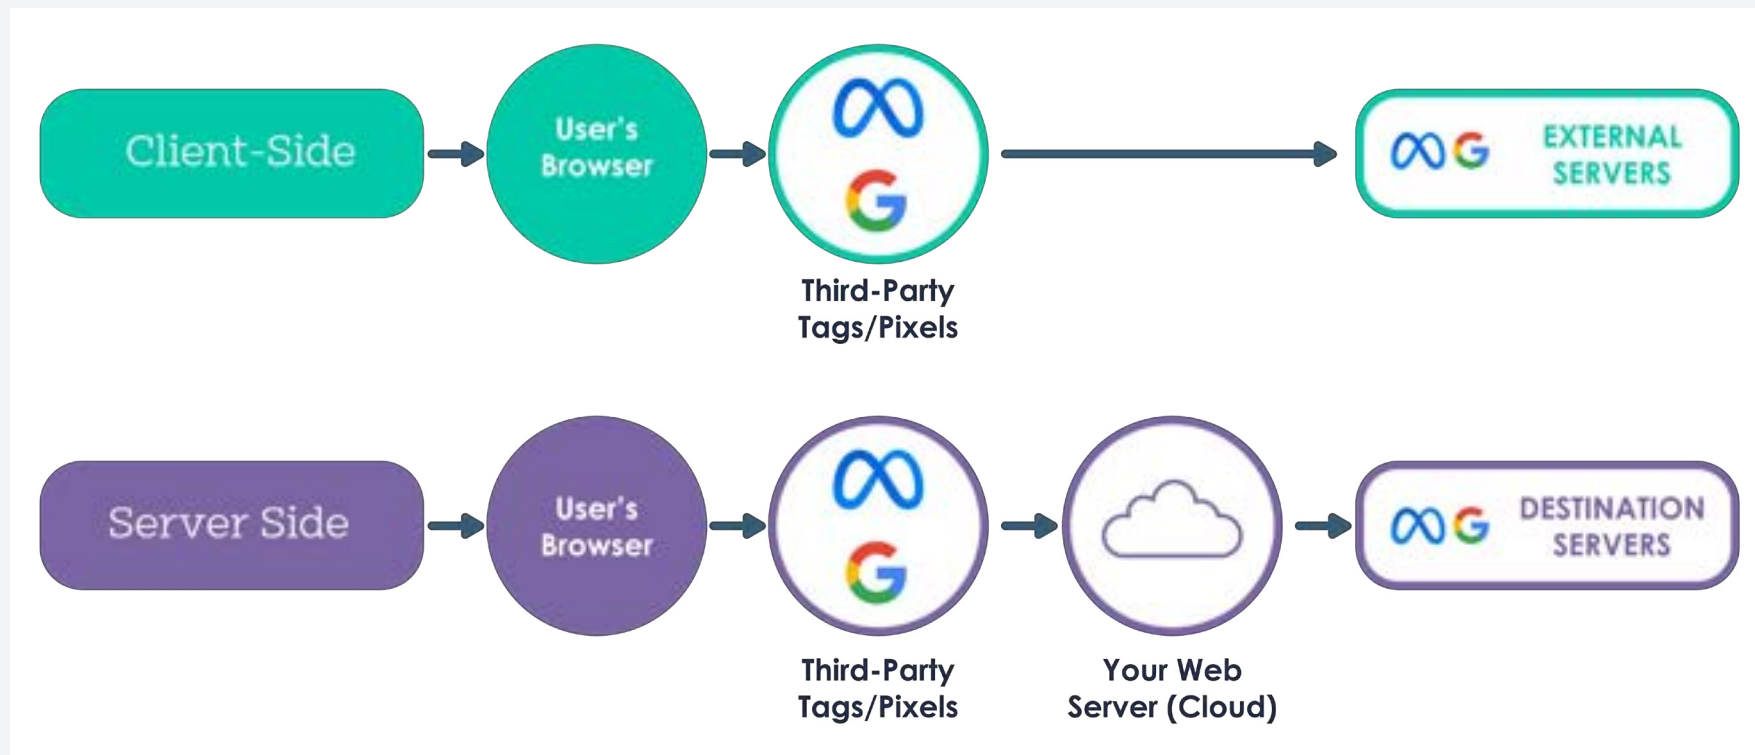 Client-Side
User's
Browser
Third-Party
Tags/Pixels
EXTERNAL
SERVERS
Server Side
User's
Browser
Third-Party
Tags/Pixels
Your Web
Server (Cloud)
DESTINATION
SERVERS